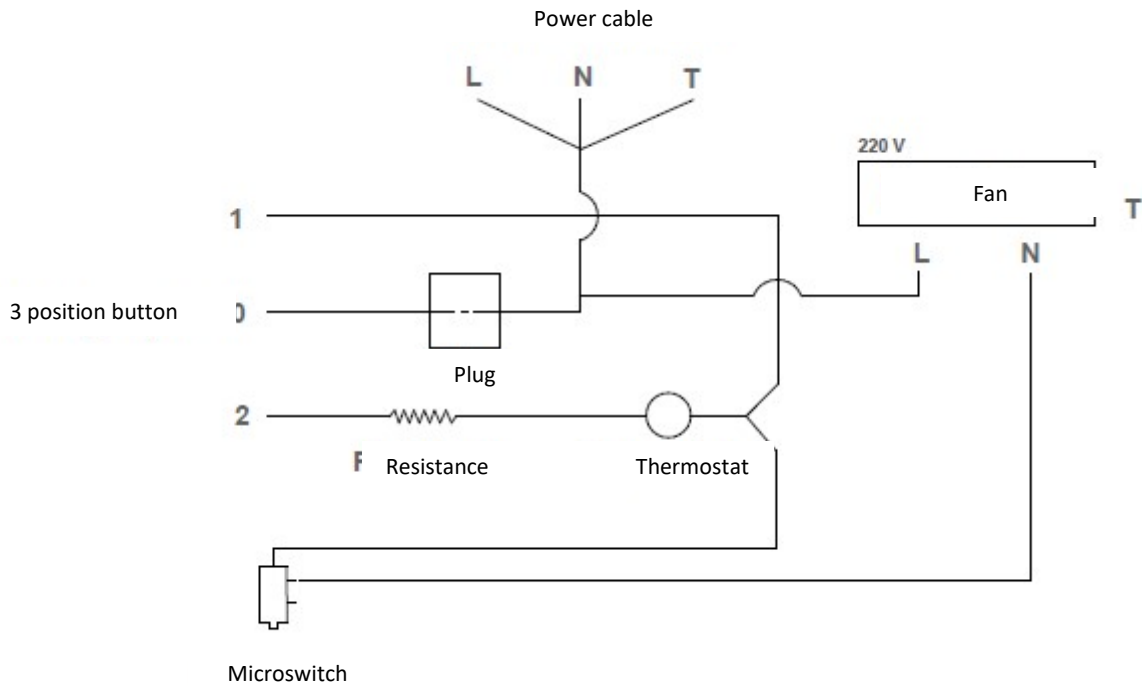 Power cable
L N T
220 V
Fan
T
L N
1
3 position button
Plug
2
Resistance
Thermostat
Microswitch